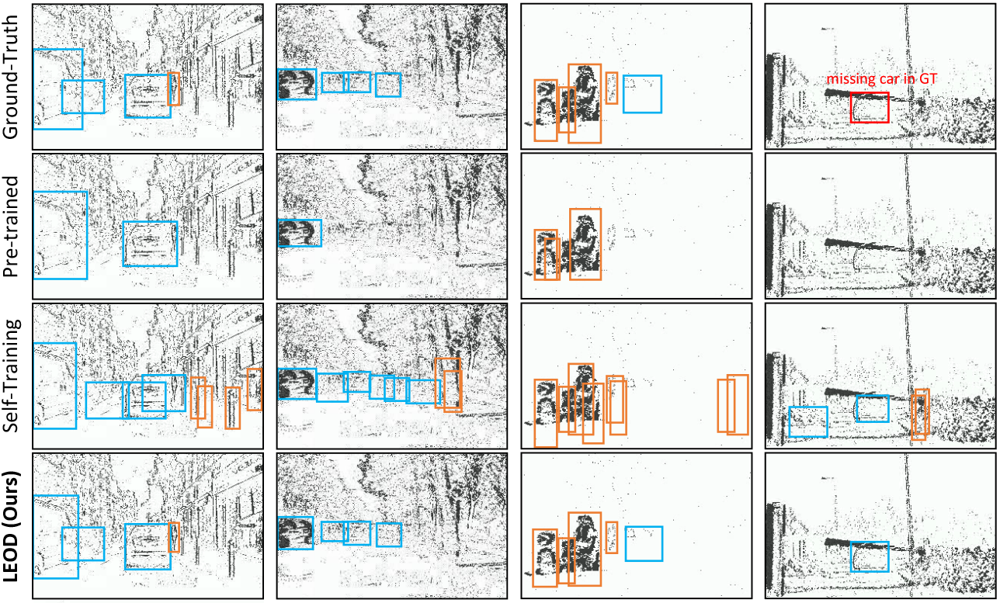 Ground-Truth
missing car in GT
Pre-trained
Self-Training
LEOD (Ours)